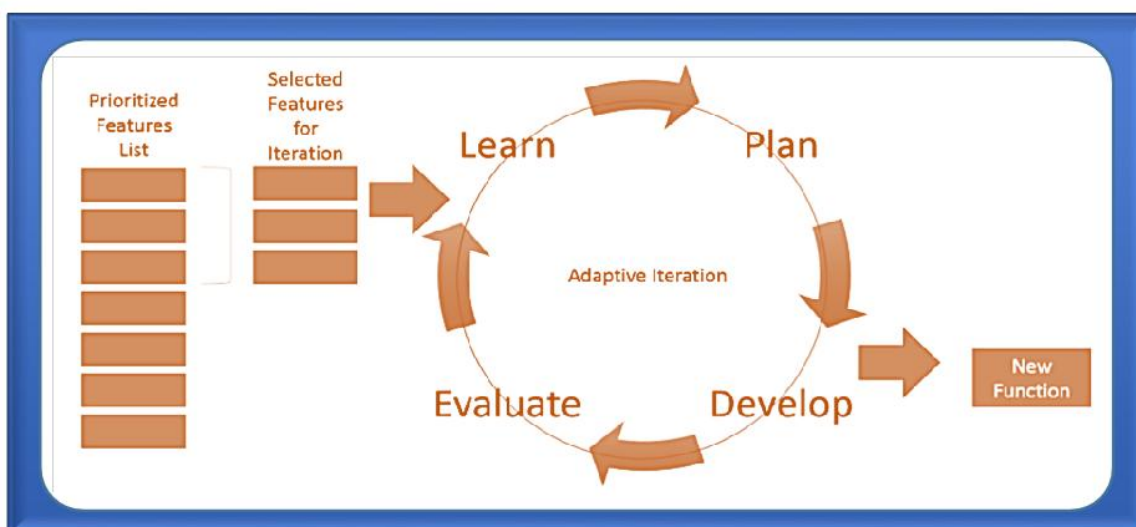 Prioritized
Features
List
Selected
Features
for
Iteration
Learn
Plan
Adaptive Iteration
Evaluate
Develop
New
Function